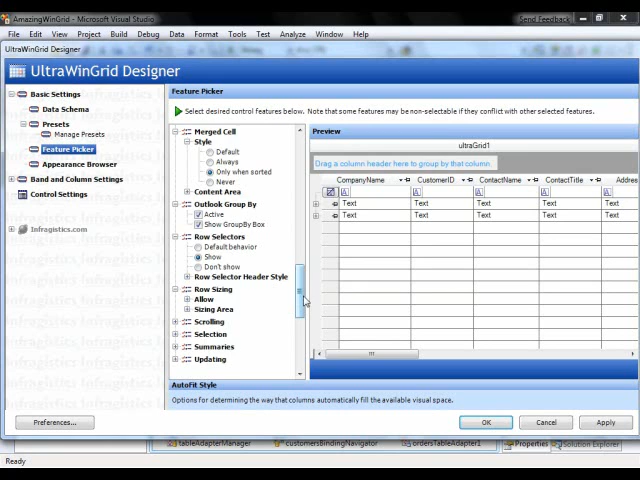 AmazingWinGrid - Microsoft Visual Studio
Send Feedback
File Edit View Project Build Debug Data Format Tools Test Analyze Window Help
UltraWinGrid Designer
UltraWinGrid Designer
Basic Settings
Data Schema
Presets
Manage Presets
Feature Picker
Appearance Browser
Band and Column Settings
Control Settings
Infragistics.com
Feature Picker
Select desired control features below. Note that some features may be non-selectable if they conflict with other selected features.
Merged Cell
Style
Default
Always
Only when sorted
Never
Content Area
Outlook Group By
Active
Show GroupBy Box
Row Selectors
Default behavior
Show
Don't show
Row Selector Header Style
Row Sizing
Allow
Sizing Area
Scrolling
Selection
Summaries
Updating
Preview
ultraGrid1
Drag a column header here to group by that column.
CompanyName CustomerID ContactName ContactTitle Address
Text Text Text Text Text
Text Text Text Text Text
AutoFit Style
Options for determining the way that columns automatically fill the available visual space.
Preferences... OK Cancel Apply
tableAdapterManager customersBindingNavigator ordersTableAdapter1 Properties Solution Explorer
Ready